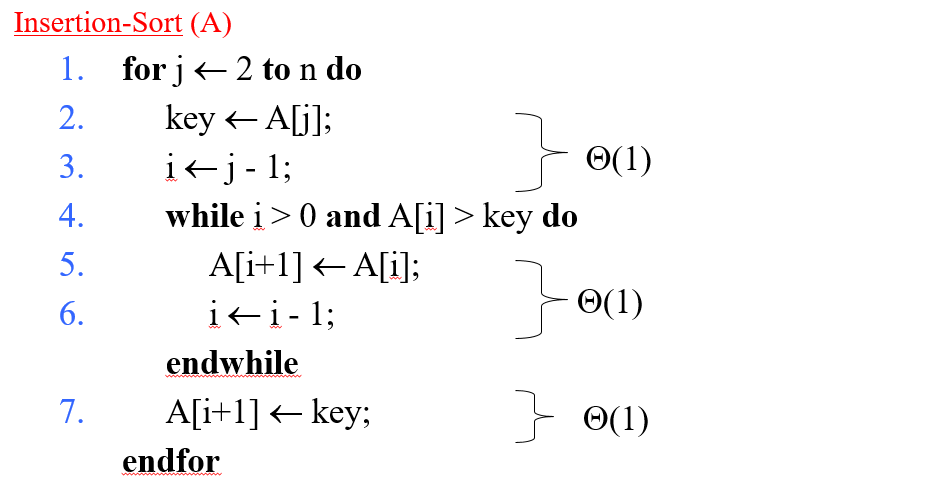 Insertion-Sort (A)
1. for j ← 2 to n do
2. key ← A[j];
3. i ← j - 1;
Θ(1)
4. while i > 0 and A[i] > key do
5. A[i+1] ← A[i];
6. i ← i - 1;
Θ(1)
endwhile
7. A[i+1] ← key;
Θ(1)
endfor